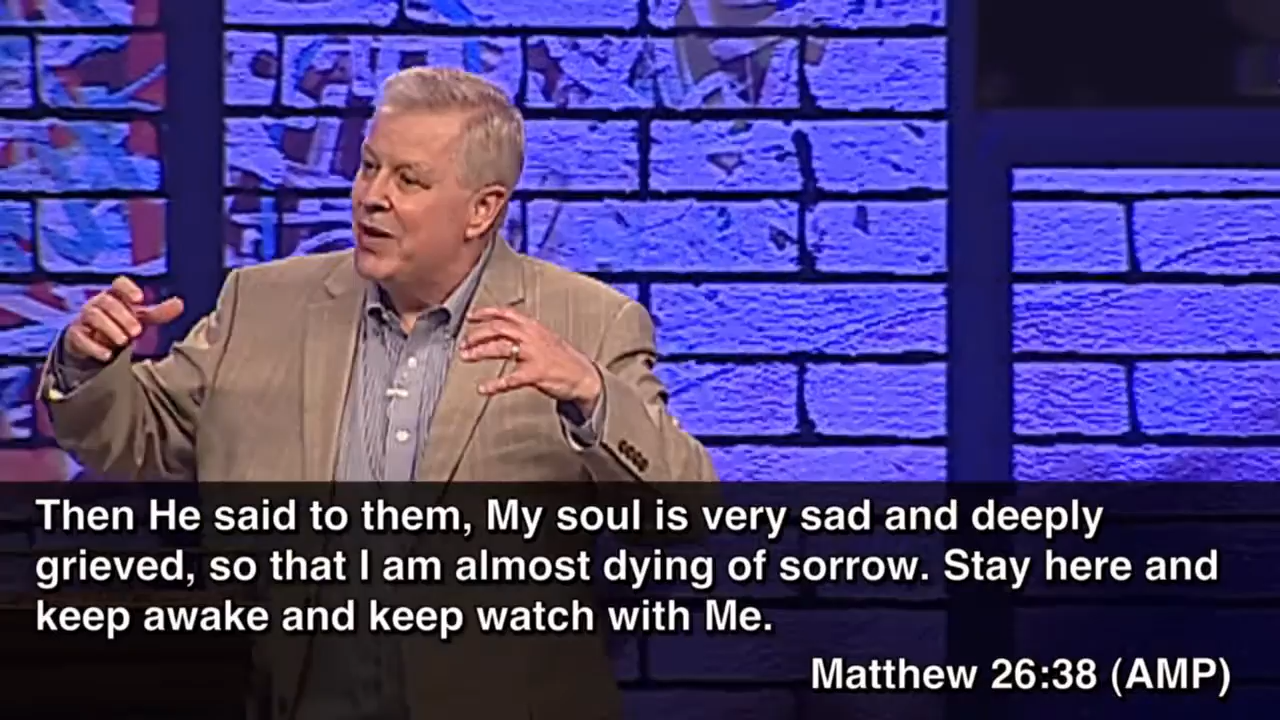 Then He said to them, My soul is very sad and deeply
grieved, so that I am almost dying of sorrow. Stay here and
keep awake and keep watch with Me.
Matthew 26:38 (AMP)